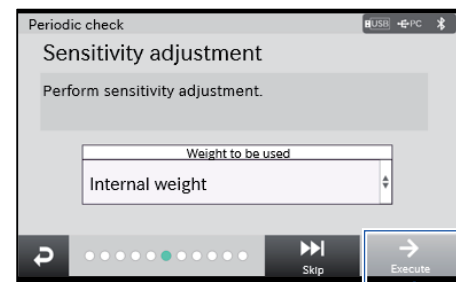 Periodic check
USB PC
Sensitivity adjustment
Perform sensitivity adjustment.
Weight to be used
Internal weight
Skip
Execute